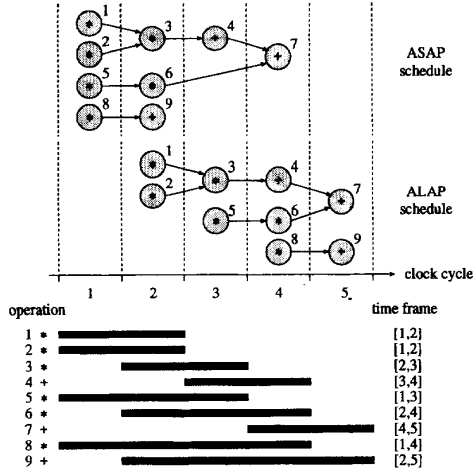 1
3
4
2
7
5
6
8
9
ASAP
schedule
1
3
4
2
7
5
6
8
9
ALAP
schedule
clock cycle
1 2 3 4 5
operation time frame
1 * [1,2]
2 * [1,2]
3 * [2,3]
4 + [3,4]
5 * [1,3]
6 * [2,4]
7 + [4,5]
8 * [1,4]
9 + [2,5]